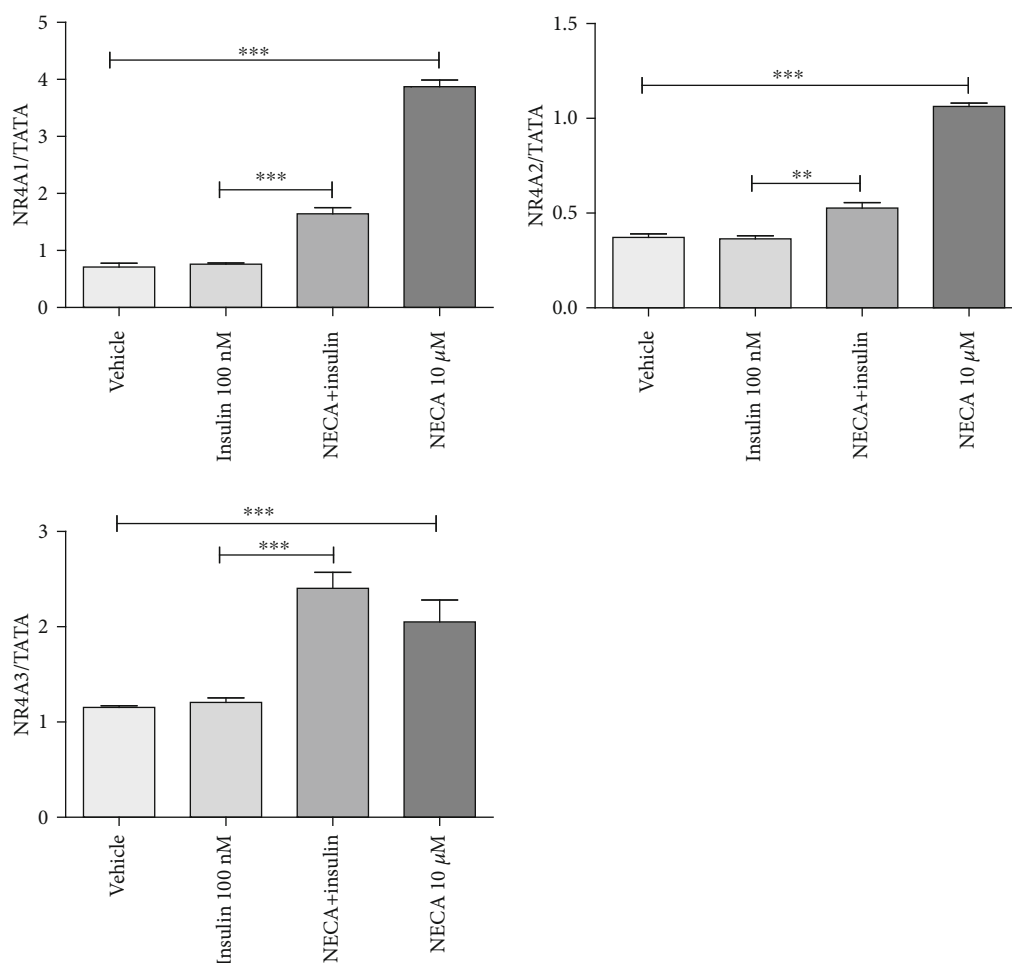 NR4A1/TATA
5
4
3
2
1
0
***
***
Vehicle
Insulin 100 nM
NECA+insulin
NECA 10 μM
NR4A2/TATA
1.5
1.0
0.5
0.0
***
**
Vehicle
Insulin 100 nM
NECA+insulin
NECA 10 μM
NR4A3/TATA
3
2
1
0
***
***
Vehicle
Insulin 100 nM
NECA+insulin
NECA 10 μM